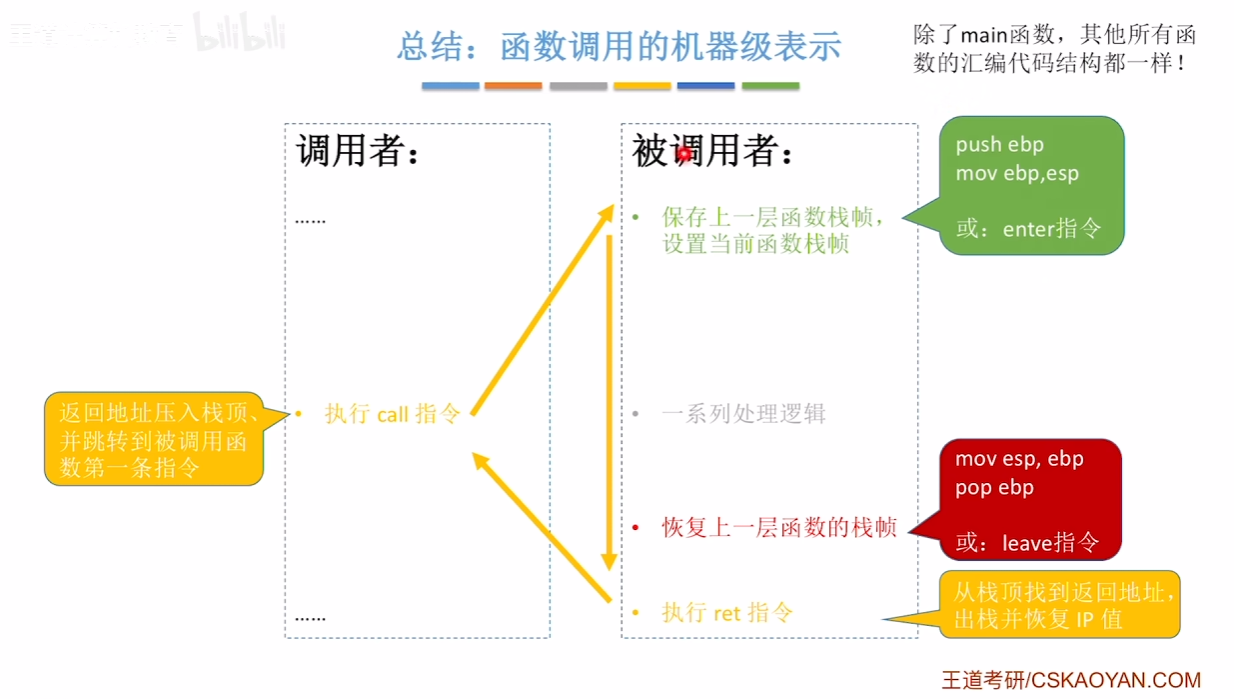 bilibili
总结：函数调用的机器级表示
除了main函数，其他所有函
数的汇编代码结构都一样！
调用者：
……
返回地址压入栈顶、
并跳转到被调用函
数第一条指令
• 执行 call 指令
……
被调用者：
• 保存上一层函数栈帧，
设置当前函数栈帧
push ebp
mov ebp,esp
或：enter指令
• 一系列处理逻辑
• 恢复上一层函数的栈帧
mov esp, ebp
pop ebp
或：leave指令
• 执行 ret 指令
从栈顶找到返回地址，
出栈并恢复 IP 值
王道考研/CSKAOYAN.COM